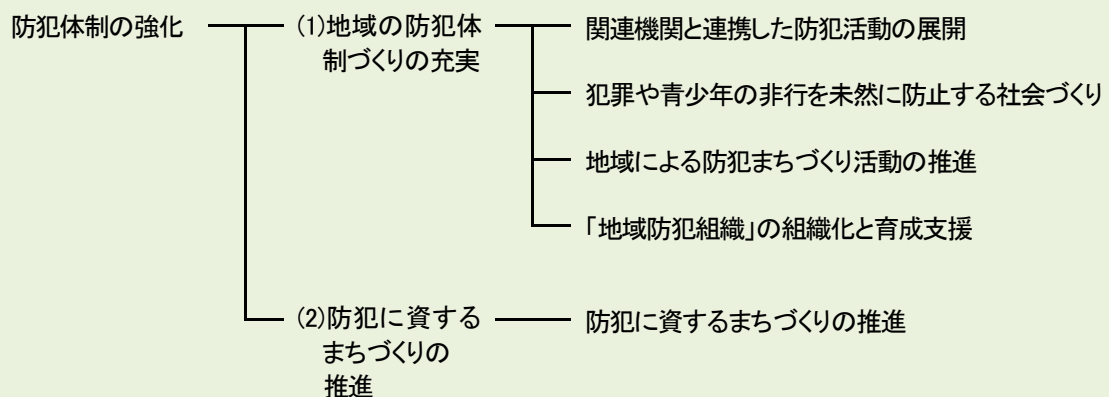 防犯体制の強化
(1)地域の防犯体
制づくりの充実
関連機関と連携した防犯活動の展開
犯罪や青少年の非行を未然に防止する社会づくり
地域による防犯まちづくり活動の推進
「地域防犯組織」の組織化と育成支援
(2)防犯に資する
まちづくりの
推進
防犯に資するまちづくりの推進